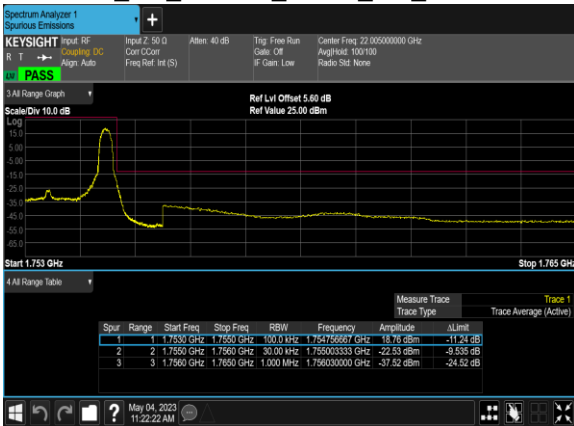 Spectrum Analyzer 1
Spurious Emissions
KEYSIGHT Input: RF Input Z: 50 Ω Atten: 40 dB Trig: Free Run Center Freq: 22.005000000 GHz
R T Coupling: DC Corr CCorr Gate: Off Avg|Hold: 100/100
Align: Auto Freq Ref: Int (S) IF Gain: Low Radio Std: None
PASS
3 All Range Graph
Ref Lvl Offset 5.60 dB
Scale/Div 10.0 dB Ref Value 25.00 dBm
Log
15.0
5.00
-5.00
-15.0
-25.0
-35.0
-45.0
-55.0
-65.0
Start 1.753 GHz Stop 1.765 GHz
4 All Range Table
Measure Trace Trace 1
Trace Type Trace Average (Active)
Spur Range Start Freq Stop Freq RBW Frequency Amplitude ΔLimit
1 1 1.7530 GHz 1.7550 GHz 100.0 kHz 1.754756667 GHz 18.76 dBm -11.24 dB
2 2 1.7550 GHz 1.7560 GHz 30.00 kHz 1.755003333 GHz -22.53 dBm -9.535 dB
3 3 1.7560 GHz 1.7650 GHz 1.000 MHz 1.756030000 GHz -37.52 dBm -24.52 dB
May 04, 2023
11:22:22 AM